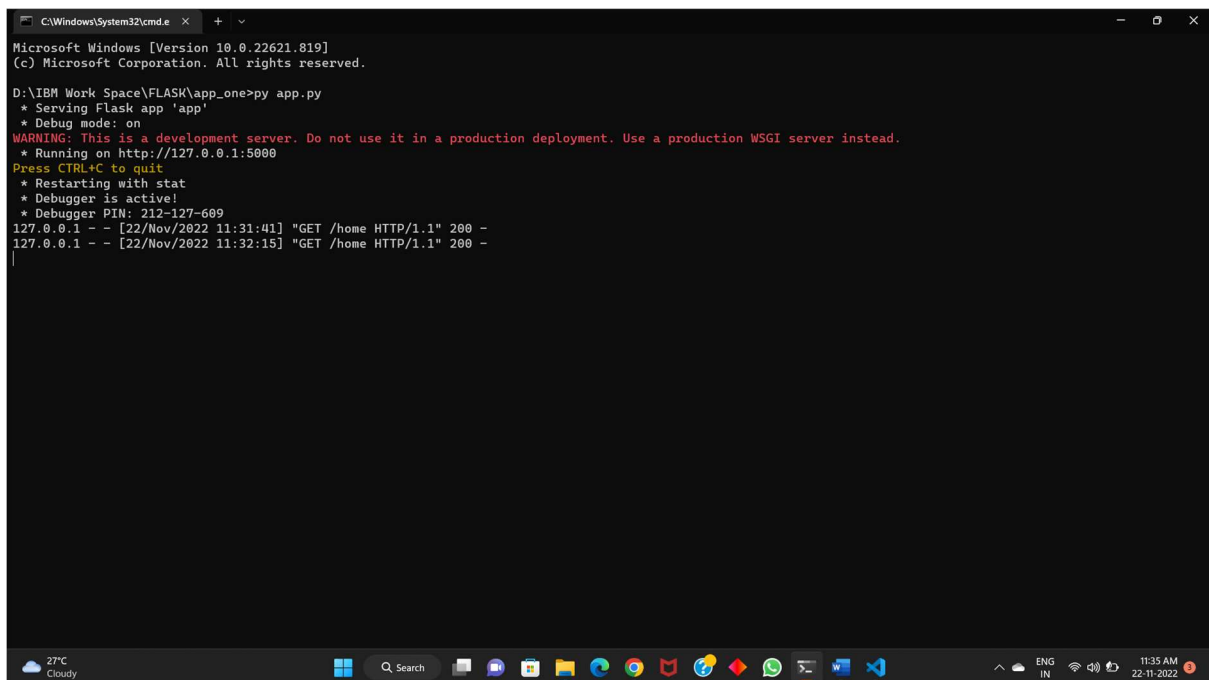 C:\Windows\System32\cmd.e
Microsoft Windows [Version 10.0.22621.819]
(c) Microsoft Corporation. All rights reserved.
D:\IBM Work Space\FLASK\app_one>py app.py
* Serving Flask app 'app'
* Debug mode: on
WARNING: This is a development server. Do not use it in a production deployment. Use a production WSGI server instead.
* Running on http://127.0.0.1:5000
Press CTRL+C to quit
* Restarting with stat
* Debugger is active!
* Debugger PIN: 212-127-609
127.0.0.1 - - [22/Nov/2022 11:31:41] "GET /home HTTP/1.1" 200 -
127.0.0.1 - - [22/Nov/2022 11:32:15] "GET /home HTTP/1.1" 200 -
27°C
Cloudy
Search
ENG
IN
11:35 AM
22-11-2022
3